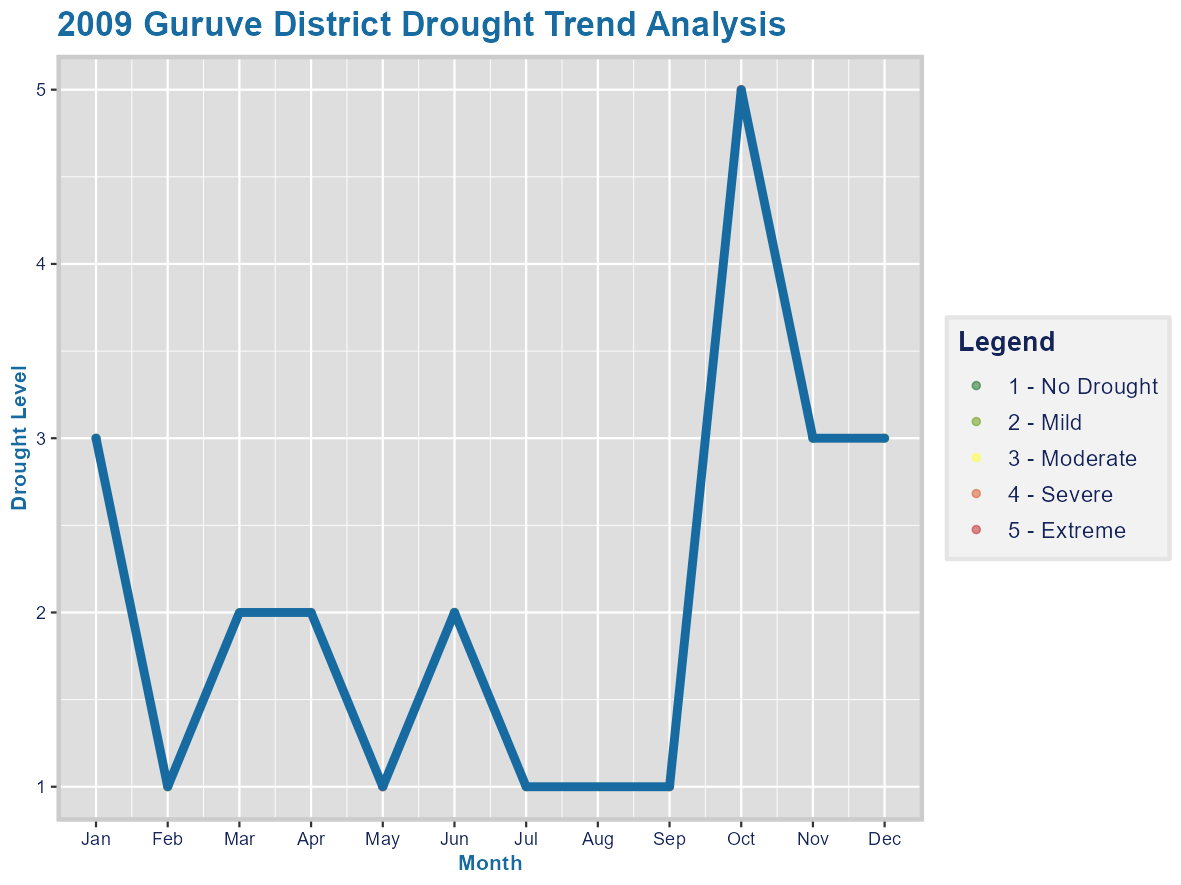 2009 Guruve District Drought Trend Analysis
Drought Level
5
4
3
2
1
Jan Feb Mar Apr May Jun Jul Aug Sep Oct Nov Dec
Month
Legend
1 - No Drought
2 - Mild
3 - Moderate
4 - Severe
5 - Extreme